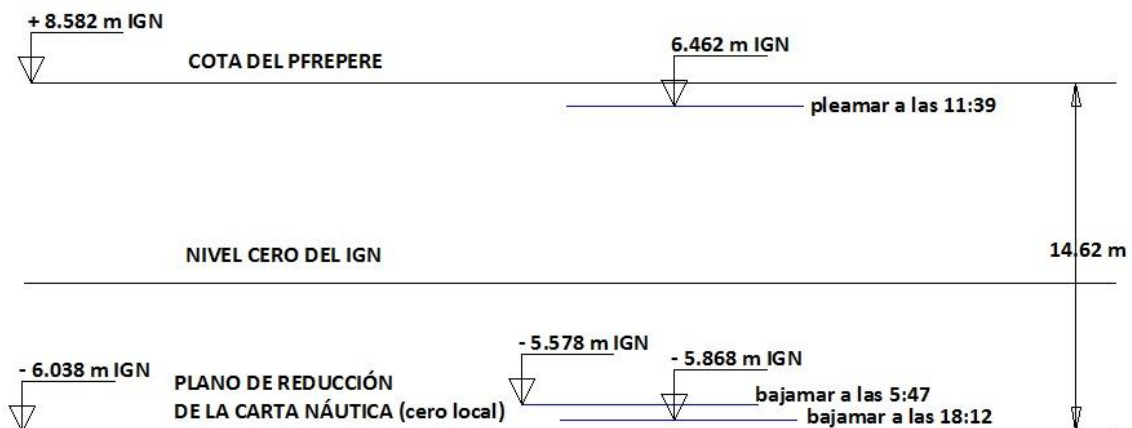 + 8.582 m IGN
COTA DEL PFREPERE
6.462 m IGN
pleamar a las 11:39
NIVEL CERO DEL IGN
14.62 m
- 5.578 m IGN
- 5.868 m IGN
- 6.038 m IGN
PLANO DE REDUCCIÓN
DE LA CARTA NÁUTICA (cero local)
bajamar a las 5:47
bajamar a las 18:12